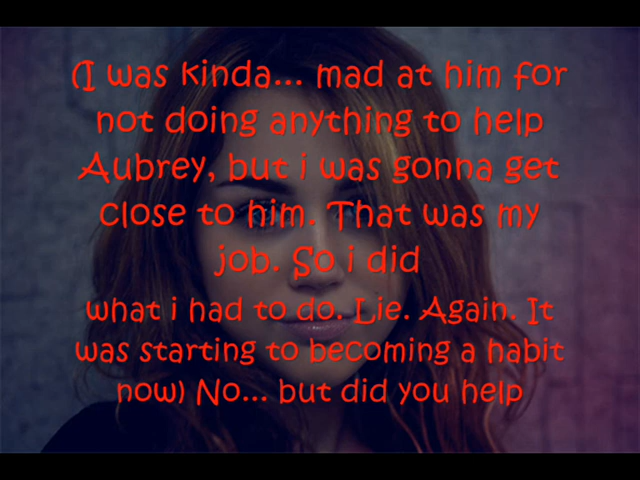 (I was kinda... mad at him for
not doing anything to help
Aubrey, but i was gonna get
close to him. That was my
job. So i did
what i had to do. Lie. Again. It
was starting to becoming a habit
now) No... but did you help